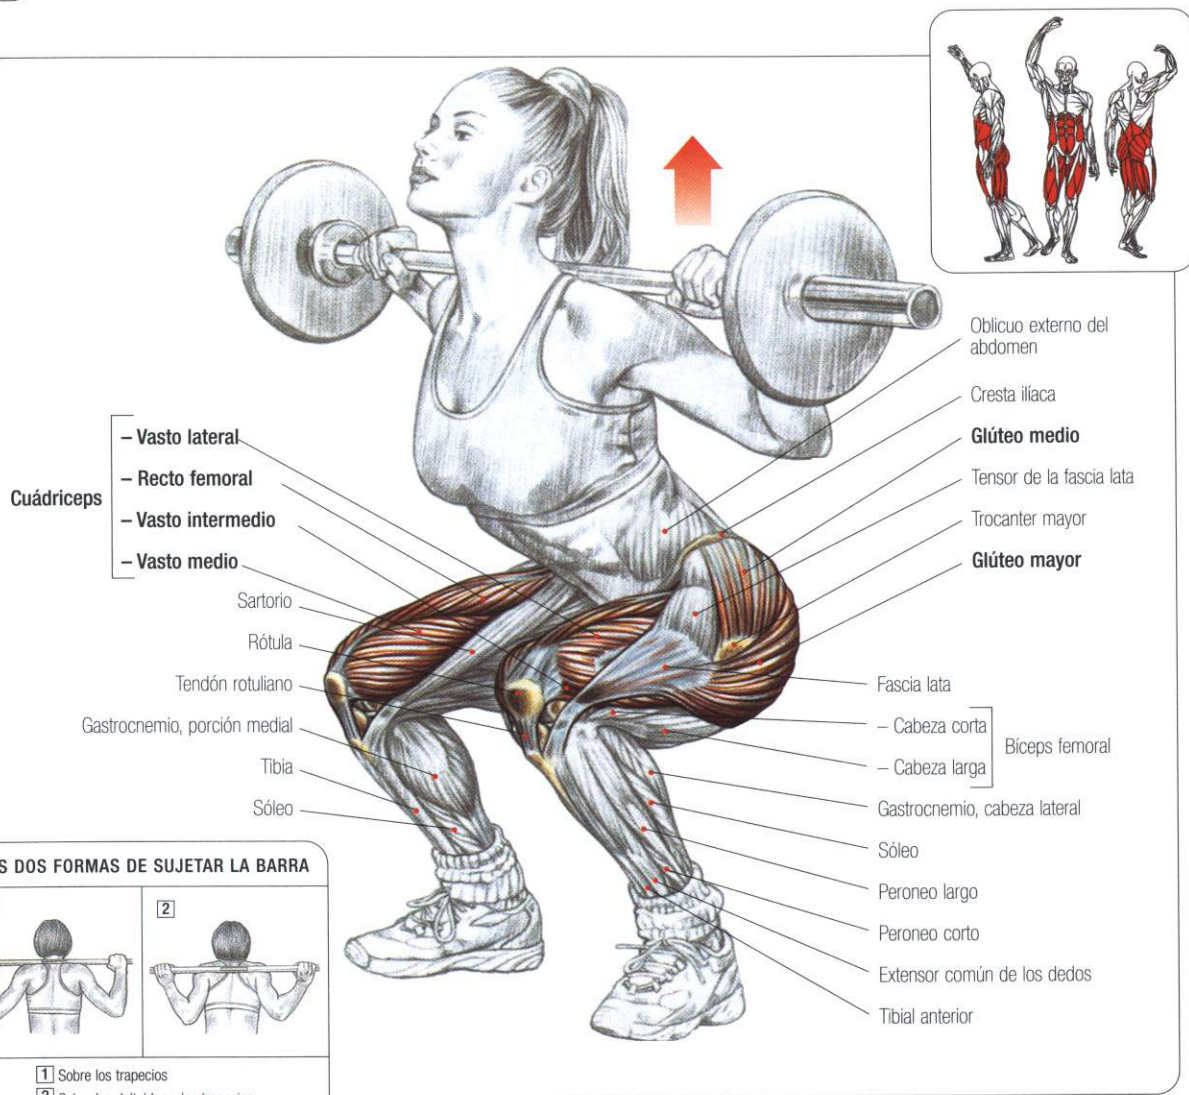 Oblicuo externo del
abdomen
Cresta ilíaca
Glúteo medio
Tensor de la fascia lata
Trocanter mayor
Glúteo mayor
Cuádriceps
– Vasto lateral
– Recto femoral
– Vasto intermedio
– Vasto medio
Sartorio
Rótula
Tendón rotuliano
Gastrocnemio, porción medial
Tibia
Sóleo
Fascia lata
– Cabeza corta
– Cabeza larga
Bíceps femoral
Gastrocnemio, cabeza lateral
Sóleo
Peroneo largo
Peroneo corto
Extensor común de los dedos
Tibial anterior
DOS FORMAS DE SUJETAR LA BARRA
2
1 Sobre los trapecios